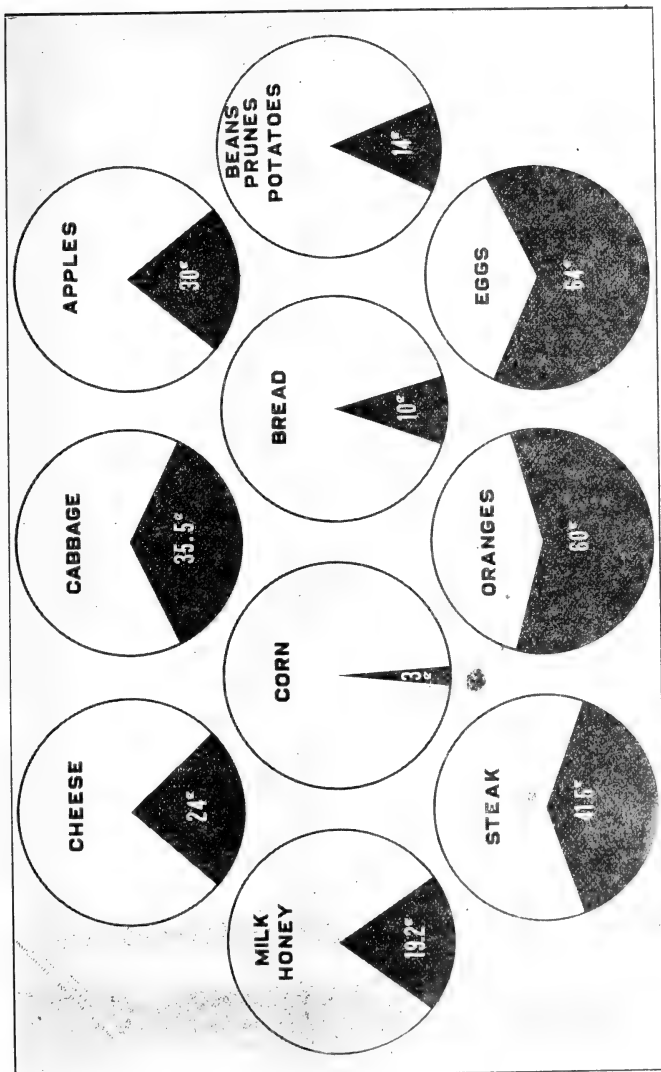 CHEESE
24¢
CABBAGE
35.5¢
APPLES
30¢
MILK
HONEY
19.2¢
CORN
3¢
BREAD
10¢
BEANS
PRUNES
POTATOES
14¢
STEAK
41.6¢
ORANGES
60¢
EGGS
64¢